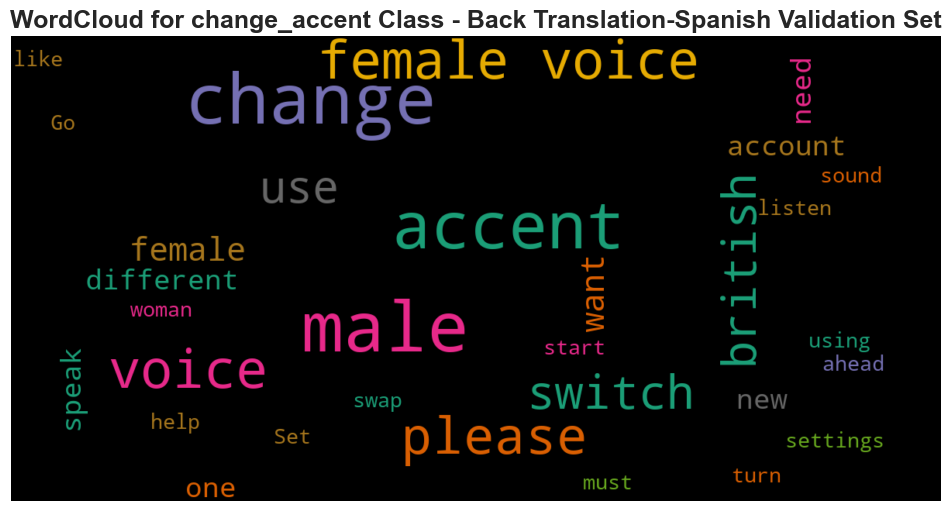 WordCloud for change_accent Class - Back Translation-Spanish Validation Set
like
female voice
need
change
Go
account
use
sound
british
listen
accent
female
different
want
woman
male
start
using
voice
ahead
speak
switch
swap
new
help
Set
please
settings
one
must
turn